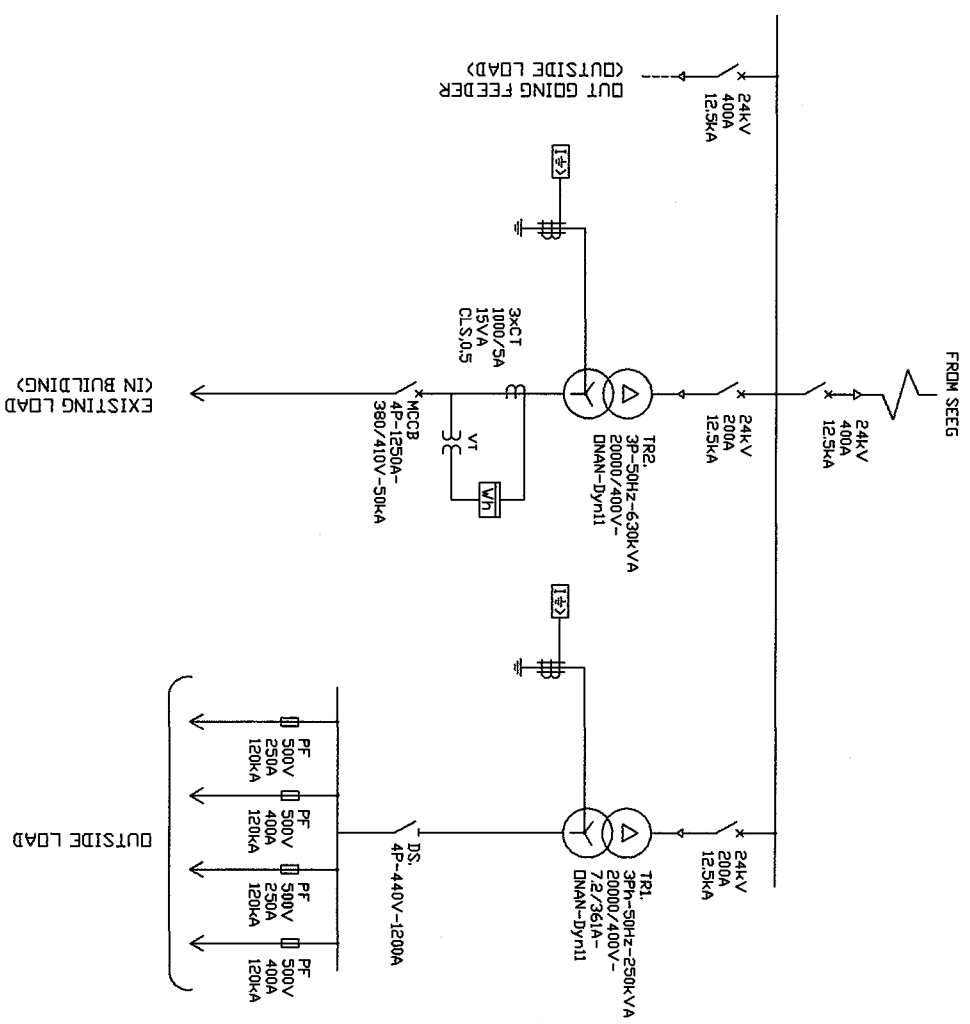 FROM SEEG
24kV
400A
12.5kA
24kV
400A
12.5kA
OUT GOING FEEDER
(OUTSIDE LOAD)
24kV
200A
12.5kA
24kV
200A
12.5kA
TR2.
3P-50Hz-630kVA
20000/400V-
ONAN-Dyn11
TR1.
3Ph-50Hz-250kVA
20000/400V-
7.2/361A-
ONAN-Dyn11
3xCT
1000/5A
15VA
CLS,0.5
VT
Wh
MCCB
4P-1250A-
380/410V-50kA
EXISTING LOAD
(IN BUILDING)
DS.
4P-440V-1200A
PF
500V
250A
120kA
PF
500V
400A
120kA
PF
500V
250A
120kA
PF
500V
400A
120kA
OUTSIDE LOAD
I>
I>